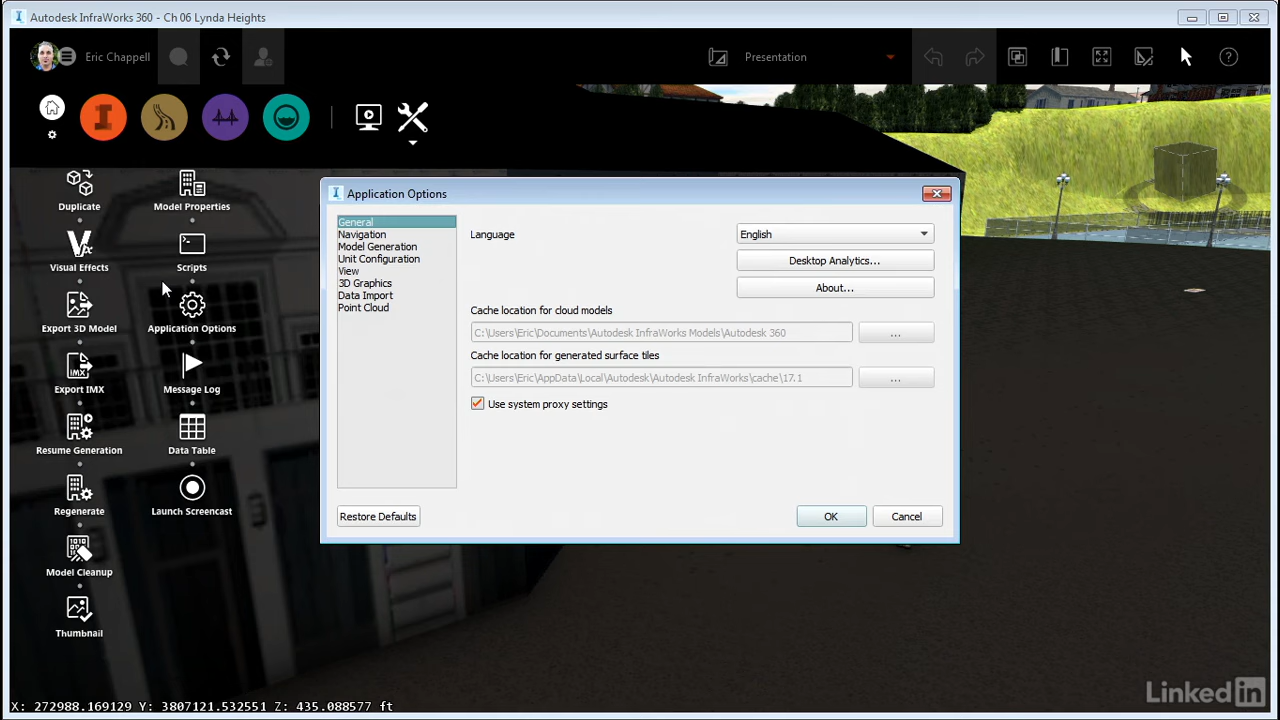 Autodesk InfraWorks 360 - Ch 06 Lynda Heights
Eric Chappell
Presentation
Duplicate
Model Properties
Visual Effects
Scripts
Export 3D Model
Application Options
Export IMX
Message Log
Resume Generation
Data Table
Regenerate
Launch Screencast
Model Cleanup
Thumbnail
Application Options
General
Navigation
Model Generation
Unit Configuration
View
3D Graphics
Data Import
Point Cloud
Language
English
Desktop Analytics...
About...
Cache location for cloud models
C:\Users\Eric\Documents\Autodesk InfraWorks Models\Autodesk 360
...
Cache location for generated surface tiles
C:\Users\Eric\AppData\Local\Autodesk\Autodesk InfraWorks\cache\17.1
...
Use system proxy settings
Restore Defaults
OK
Cancel
X: 272988.169129 Y: 3807121.532551 Z: 435.088577 ft
Linked in